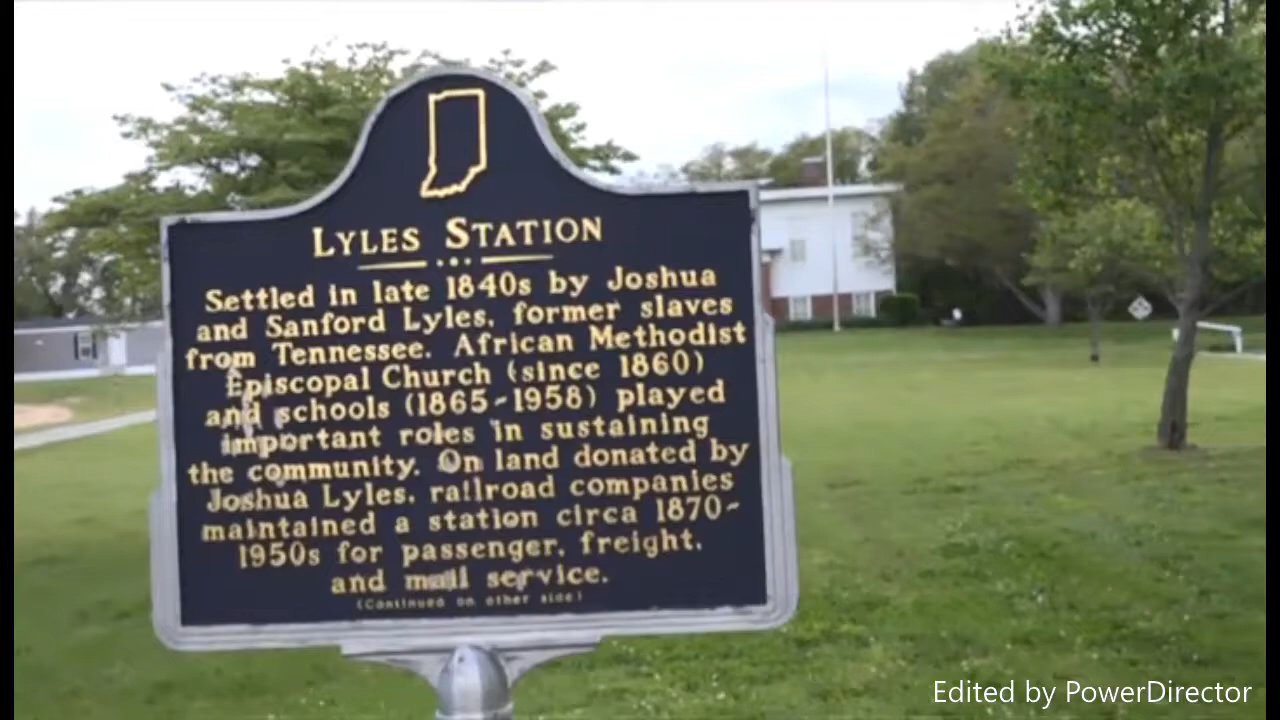 LYLES STATION
Settled in late 1840s by Joshua
and Sanford Lyles, former slaves
from Tennessee. African Methodist
Episcopal Church (since 1860)
and schools (1865-1958) played
important roles in sustaining
the community. On land donated by
Joshua Lyles, railroad companies
maintained a station circa 1870-
1950s for passenger, freight,
and mail service.
(Continued on other side)
Edited by PowerDirector